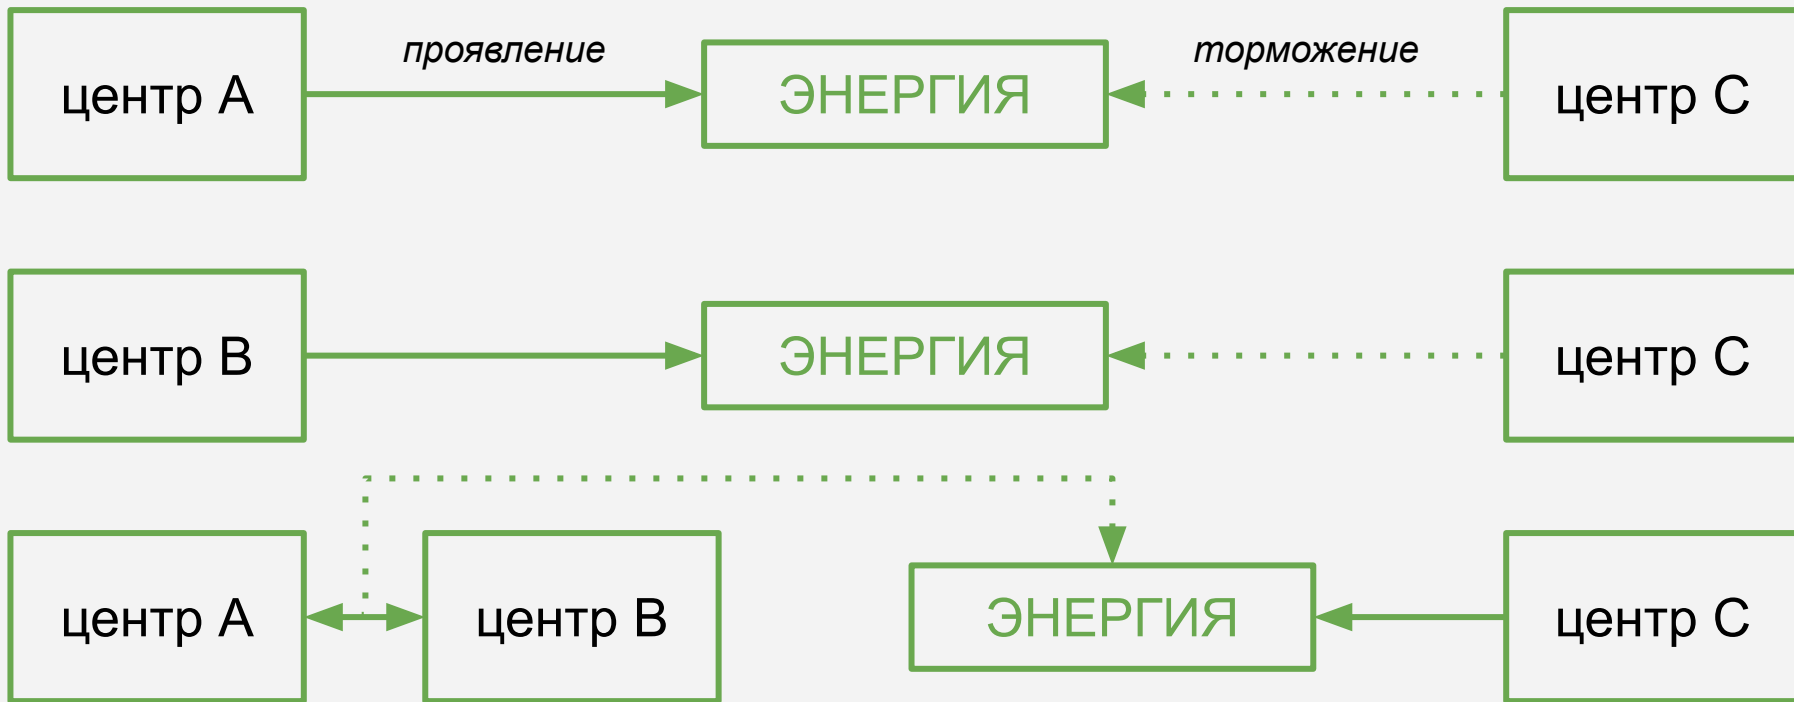 проявление
торможение
центр А
ЭНЕРГИЯ
центр С
центр В
ЭНЕРГИЯ
центр С
центр А
центр В
ЭНЕРГИЯ
центр С